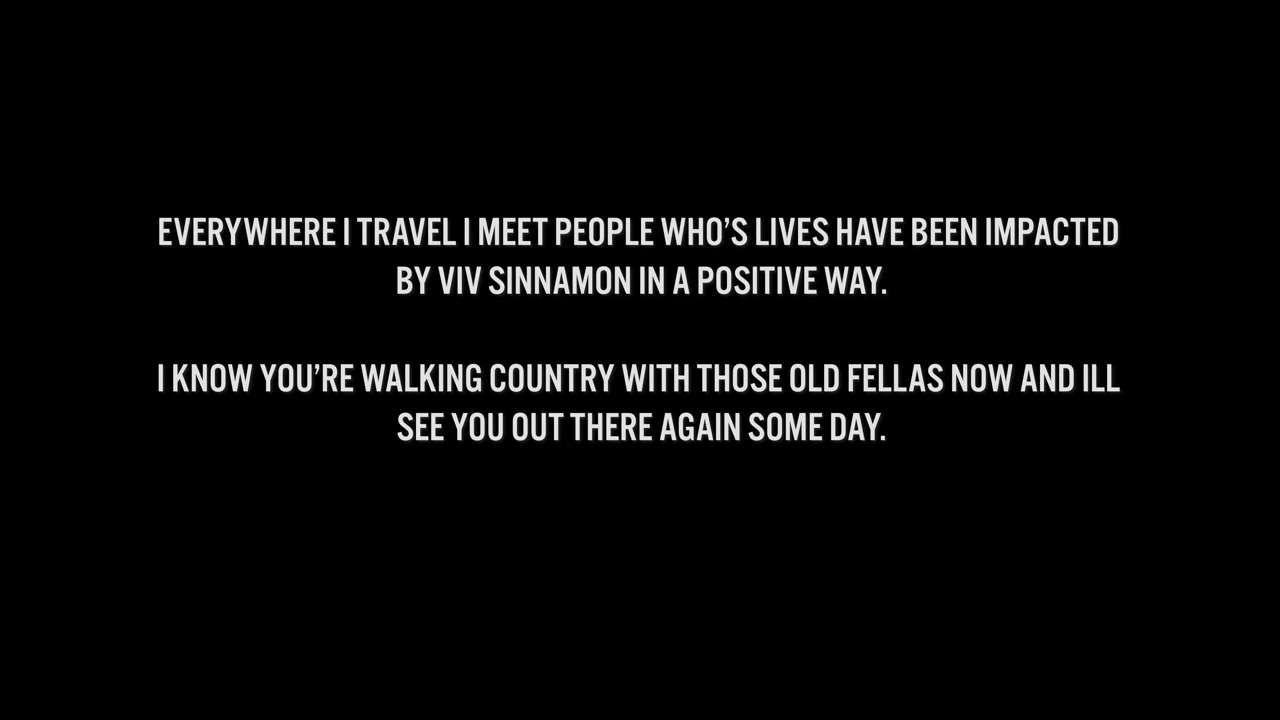 EVERYWHERE I TRAVEL I MEET PEOPLE WHO’S LIVES HAVE BEEN IMPACTED
BY VIV SINNAMON IN A POSITIVE WAY.
I KNOW YOU’RE WALKING COUNTRY WITH THOSE OLD FELLAS NOW AND ILL
SEE YOU OUT THERE AGAIN SOME DAY.